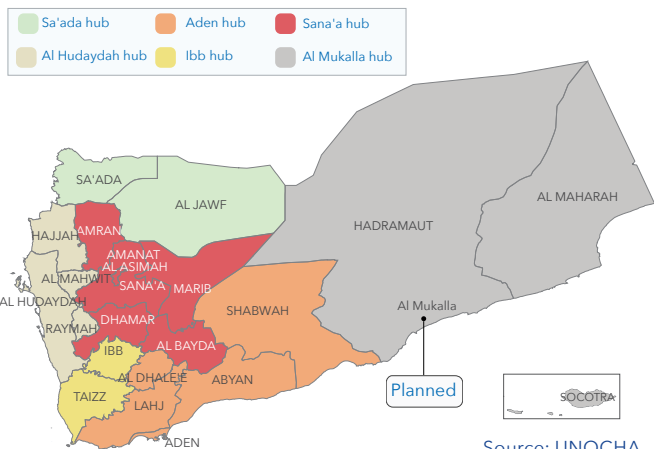 Sa'ada hub
Aden hub
Sana'a hub
Al Hudaydah hub
Ibb hub
Al Mukalla hub
SA'ADA
AL JAWF
AL MAHARAH
HADRAMAUT
HAJJAH
AMRAN
AMANAT
AL ASIMAH
AL MAHWIT
SANA'A
MARIB
AL HUDAYDAH
SHABWAH
Al Mukalla
RAYMAH
DHAMAR
AL BAYDA
IBB
AL DHALE'E
ABYAN
Planned
TAIZZ
LAHJ
SOCOTRA
ADEN
Source: UNOCHA